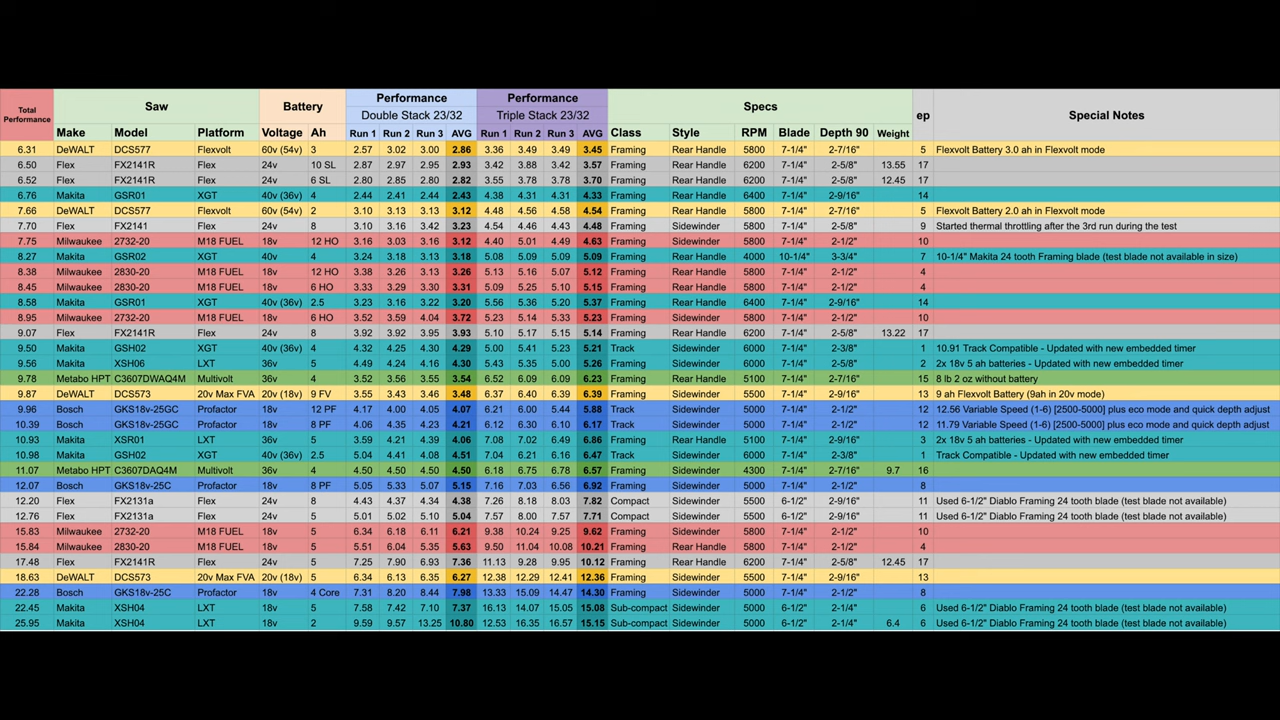 Total Performance Saw Battery Performance Double Stack 23/32 Performance Triple Stack 23/32 Specs ep Special Notes
Make Model Platform Voltage Ah Run 1 Run 2 Run 3 AVG Run 1 Run 2 Run 3 AVG Class Style RPM Blade Depth 90 Weight
6.31 DeWALT DCS577 Flexvolt 60v (54v) 3 2.57 3.02 3.00 2.86 3.36 3.49 3.49 3.45 Framing Rear Handle 5800 7-1/4" 2-7/16" 5 Flexvolt Battery 3.0 ah in Flexvolt mode
6.50 Flex FX2141R Flex 24v 10 SL 2.87 2.97 2.95 2.93 3.42 3.88 3.42 3.57 Framing Rear Handle 6200 7-1/4" 2-5/8" 13.55 17
6.52 Flex FX2141R Flex 24v 6 SL 2.80 2.85 2.80 2.82 3.55 3.78 3.78 3.70 Framing Rear Handle 6200 7-1/4" 2-5/8" 12.45 17
6.76 Makita GSR01 XGT 40v (36v) 4 2.44 2.41 2.44 2.43 4.38 4.31 4.31 4.33 Framing Rear Handle 6400 7-1/4" 2-9/16" 14
7.66 DeWALT DCS577 Flexvolt 60v (54v) 2 3.10 3.13 3.13 3.12 4.48 4.56 4.58 4.54 Framing Rear Handle 5800 7-1/4" 2-7/16" 5 Flexvolt Battery 2.0 ah in Flexvolt mode
7.70 Flex FX2141 Flex 24v 8 3.10 3.16 3.42 3.23 4.54 4.46 4.43 4.48 Framing Sidewinder 5800 7-1/4" 2-5/8" 9 Started thermal throttling after the 3rd run during the test
7.75 Milwaukee 2732-20 M18 FUEL 18v 12 HO 3.16 3.03 3.16 3.12 4.40 5.01 4.49 4.63 Framing Sidewinder 5800 7-1/4" 2-1/2" 10
8.27 Makita GSR02 XGT 40v (36v) 4 3.24 3.18 3.13 3.18 5.08 5.09 5.09 5.09 Framing Rear Handle 4000 10-1/4" 3-3/4" 7 10-1/4" Makita 24 tooth Framing blade (test blade not available in size)
8.38 Milwaukee 2830-20 M18 FUEL 18v 12 HO 3.38 3.26 3.13 3.26 5.13 5.16 5.07 5.12 Framing Rear Handle 5800 7-1/4" 2-1/2" 4
8.45 Milwaukee 2830-20 M18 FUEL 18v 6 HO 3.33 3.29 3.30 3.31 5.09 5.25 5.10 5.15 Framing Rear Handle 5800 7-1/4" 2-1/2" 4
8.58 Makita GSR01 XGT 40v (36v) 2.5 3.23 3.16 3.22 3.20 5.56 5.36 5.20 5.37 Framing Rear Handle 6400 7-1/4" 2-9/16" 14
8.95 Milwaukee 2732-20 M18 FUEL 18v 6 HO 3.52 3.59 4.04 3.72 5.23 5.14 5.33 5.23 Framing Sidewinder 5800 7-1/4" 2-1/2" 10
9.07 Flex FX2141R Flex 24v 8 3.92 3.92 3.95 3.93 5.10 5.17 5.15 5.14 Framing Rear Handle 6200 7-1/4" 2-5/8" 13.22 17
9.50 Makita GSH02 XGT 40v (36v) 4 4.32 4.25 4.30 4.29 5.00 5.41 5.23 5.21 Track Sidewinder 6000 7-1/4" 2-3/8" 1 10.91 Track Compatible - Updated with new embedded timer
9.56 Makita XSH06 LXT 36v 5 4.48 4.25 4.18 4.30 5.43 5.35 5.00 5.26 Framing Sidewinder 6000 7-1/4" 2-5/8" 2 2x 18v 5 ah batteries - Updated with new embedded timer
9.78 Metabo HPT C3607DWAQ4M Multivolt 36v 4 3.52 3.56 3.55 3.54 6.52 6.09 6.09 6.23 Framing Rear Handle 5100 7-1/4" 2-7/16" 15 8 lb 2 oz without battery
9.87 DeWALT DCS573 20v Max FVA 20v (18v) 9 FV 3.55 3.43 3.46 3.48 6.37 6.40 6.39 6.39 Framing Sidewinder 5500 7-1/4" 2-9/16" 13 9 ah Flexvolt Battery (9ah in 20v mode)
9.96 Bosch GKS18v-25GC Profactor 18v 12 PF 4.17 4.00 4.05 4.07 6.21 6.00 5.44 5.88 Track Sidewinder 5000 7-1/4" 2-1/2" 12 12.56 Variable Speed (1-6) [2500-5000] plus eco mode and quick depth adjust
10.39 Bosch GKS18v-25GC Profactor 18v 8 PF 4.06 4.35 4.23 4.21 6.12 6.30 6.10 6.17 Track Sidewinder 5000 7-1/4" 2-1/2" 12 11.79 Variable Speed (1-6) [2500-5000] plus eco mode and quick depth adjust
10.93 Makita XSR01 LXT 36v 5 3.59 4.21 4.39 4.06 7.08 7.02 6.49 6.86 Framing Rear Handle 5100 7-1/4" 2-9/16" 3 2x 18v 5 ah batteries - Updated with new embedded timer
10.98 Makita GSH02 XGT 40v (36v) 2.5 5.04 4.41 4.08 4.51 7.04 6.21 6.16 6.47 Track Sidewinder 6000 7-1/4" 2-3/8" 1 Track Compatible - Updated with new embedded timer
11.07 Metabo HPT C3607DAQ4M Multivolt 36v 4 4.50 4.50 4.50 4.50 6.18 6.75 6.78 6.57 Framing Sidewinder 4300 7-1/4" 2-7/16" 9.7 16
12.07 Bosch GKS18v-25C Profactor 18v 8 PF 5.05 5.33 5.07 5.15 7.16 7.03 6.56 6.92 Framing Sidewinder 5000 7-1/4" 2-1/2" 8
12.20 Flex FX2131a Flex 24v 8 4.43 4.37 4.34 4.38 7.26 8.18 8.03 7.82 Compact Sidewinder 5000 6-1/2" 2-9/16" 11 Used 6-1/2" Diablo Framing 24 tooth blade (test blade not available)
12.76 Flex FX2131a Flex 24v 5 5.01 5.02 5.10 5.04 7.57 8.00 7.57 7.71 Compact Sidewinder 5000 6-1/2" 2-9/16" 11 Used 6-1/2" Diablo Framing 24 tooth blade (test blade not available)
15.83 Milwaukee 2732-20 M18 FUEL 18v 5 6.34 6.18 6.11 6.21 9.38 10.24 9.25 9.62 Framing Sidewinder 5800 7-1/4" 2-1/2" 10
15.84 Milwaukee 2830-20 M18 FUEL 18v 5 5.51 6.04 5.35 5.63 9.50 11.04 10.08 10.21 Framing Rear Handle 5800 7-1/4" 2-1/2" 4
17.48 Flex FX2141R Flex 24v 5 7.25 7.90 6.93 7.36 11.13 9.28 9.95 10.12 Framing Rear Handle 6200 7-1/4" 2-5/8" 12.45 17
18.63 DeWALT DCS573 20v Max FVA 20v (18v) 5 6.34 6.13 6.35 6.27 12.38 12.29 12.41 12.36 Framing Sidewinder 5500 7-1/4" 2-9/16" 13
22.28 Bosch GKS18v-25C Profactor 18v 4 Core 7.31 8.20 8.44 7.98 13.33 15.09 14.47 14.30 Framing Sidewinder 5000 7-1/4" 2-1/2" 8
22.45 Makita XSH04 LXT 18v 5 7.58 7.42 7.10 7.37 16.13 14.07 15.05 15.08 Sub-compact Sidewinder 5000 6-1/2" 2-1/4" 6 Used 6-1/2" Diablo Framing 24 tooth blade (test blade not available)
25.95 Makita XSH04 LXT 18v 2 9.59 9.57 13.25 10.80 12.53 16.35 16.57 15.15 Sub-compact Sidewinder 5000 6-1/2" 2-1/4" 6.4 6 Used 6-1/2" Diablo Framing 24 tooth blade (test blade not available)